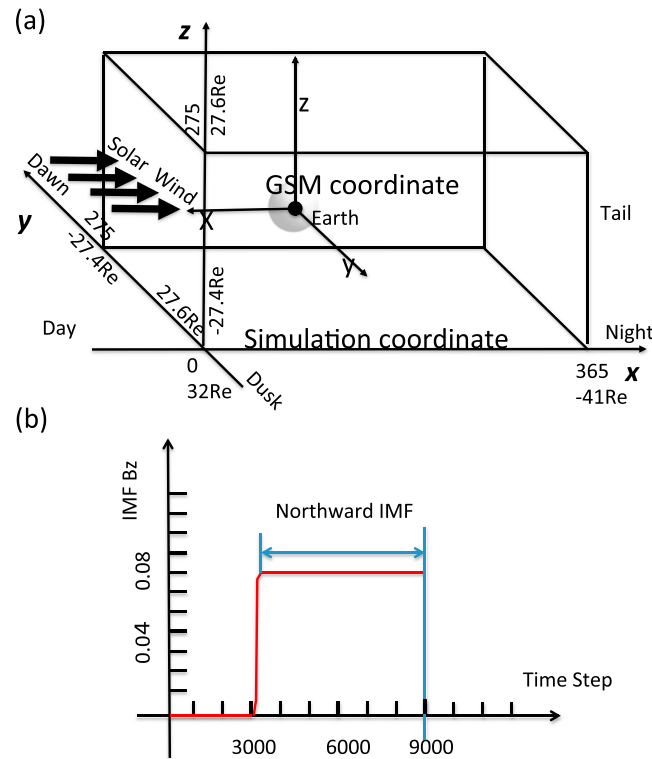 (a)
z
275
27.6Re
z
Solar Wind
Dawn
GSM coordinate
X
Earth
Tail
y
275
-27.4Re
y
27.6Re
-27.4Re
Day
Simulation coordinate
Night
0
32Re
Dusk
365
x
-41Re
(b)
IMF Bz
Northward IMF
0.08
0.04
Time Step
3000
6000
9000